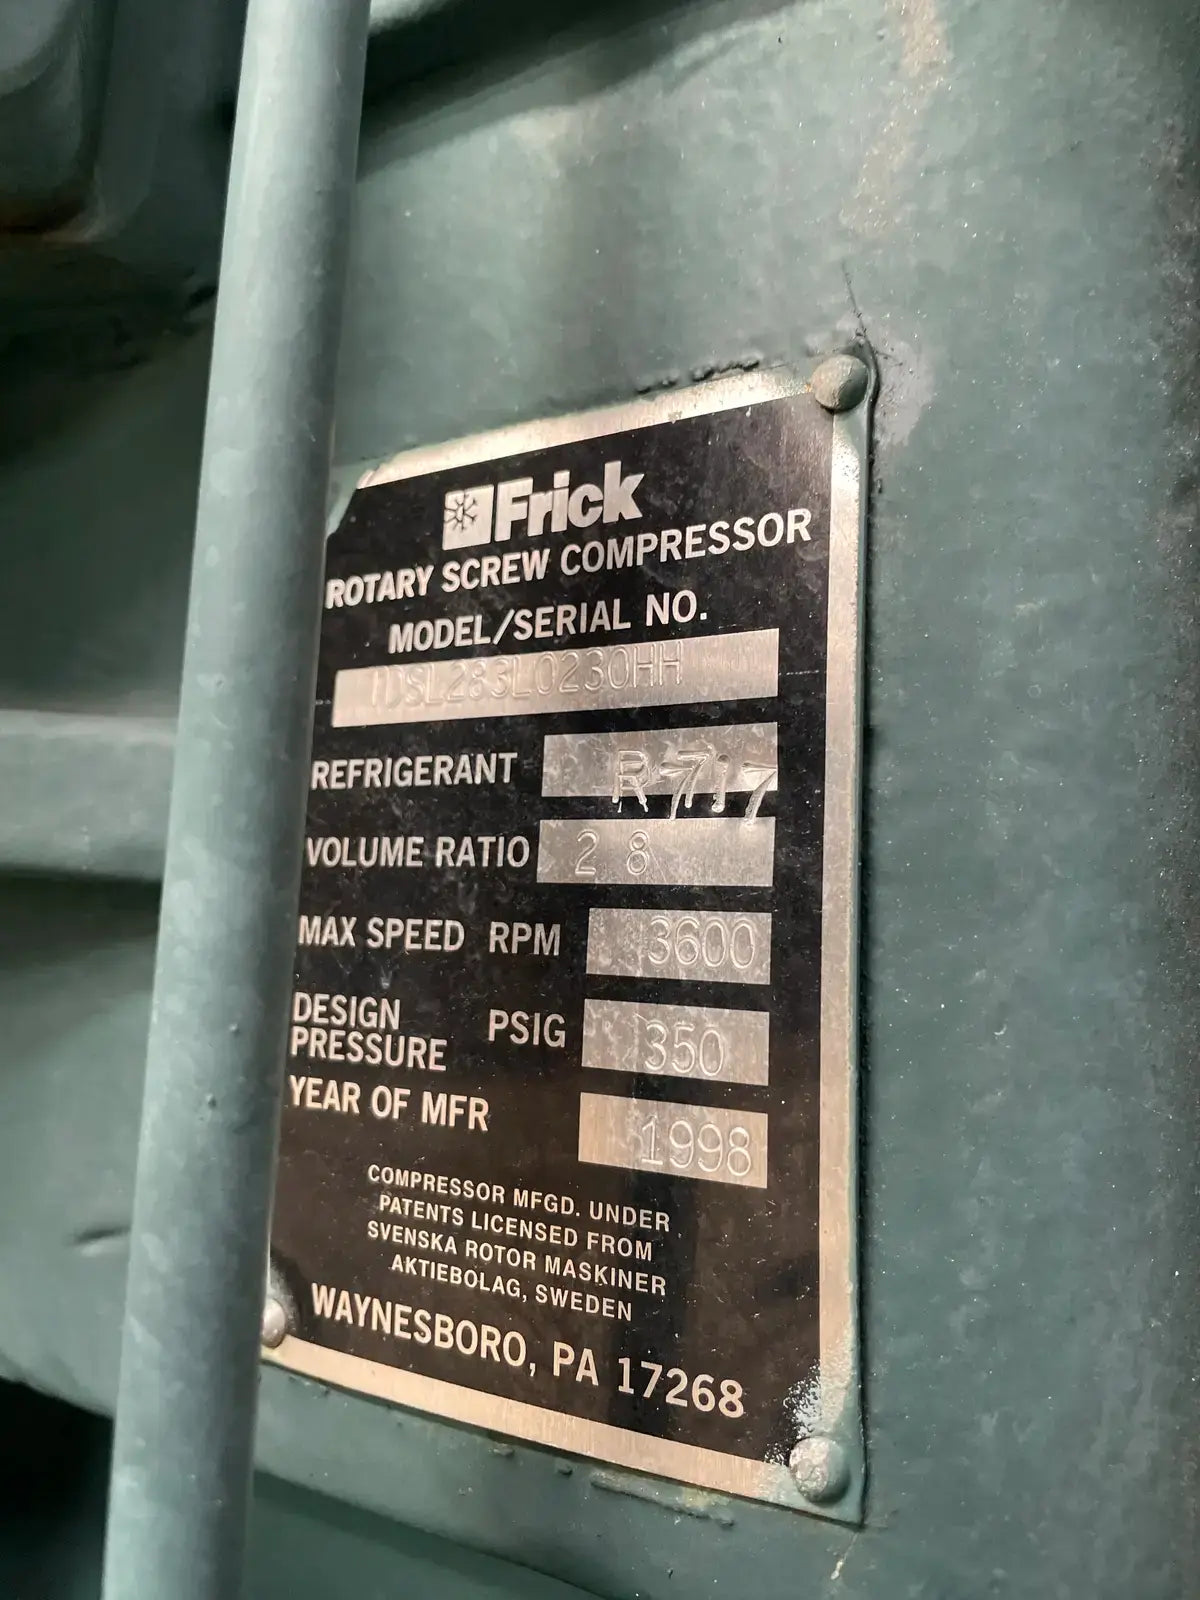 Frick
ROTARY SCREW COMPRESSOR
MODEL/SERIAL NO.
TDSL283L0230HH
REFRIGERANT R 717
VOLUME RATIO 2 8
MAX SPEED RPM 3600
DESIGN PRESSURE PSIG 350
YEAR OF MFR 1998
COMPRESSOR MFGD. UNDER
PATENTS LICENSED FROM
SVENSKA ROTOR MASKINER
AKTIEBOLAG, SWEDEN
WAYNESBORO, PA 17268